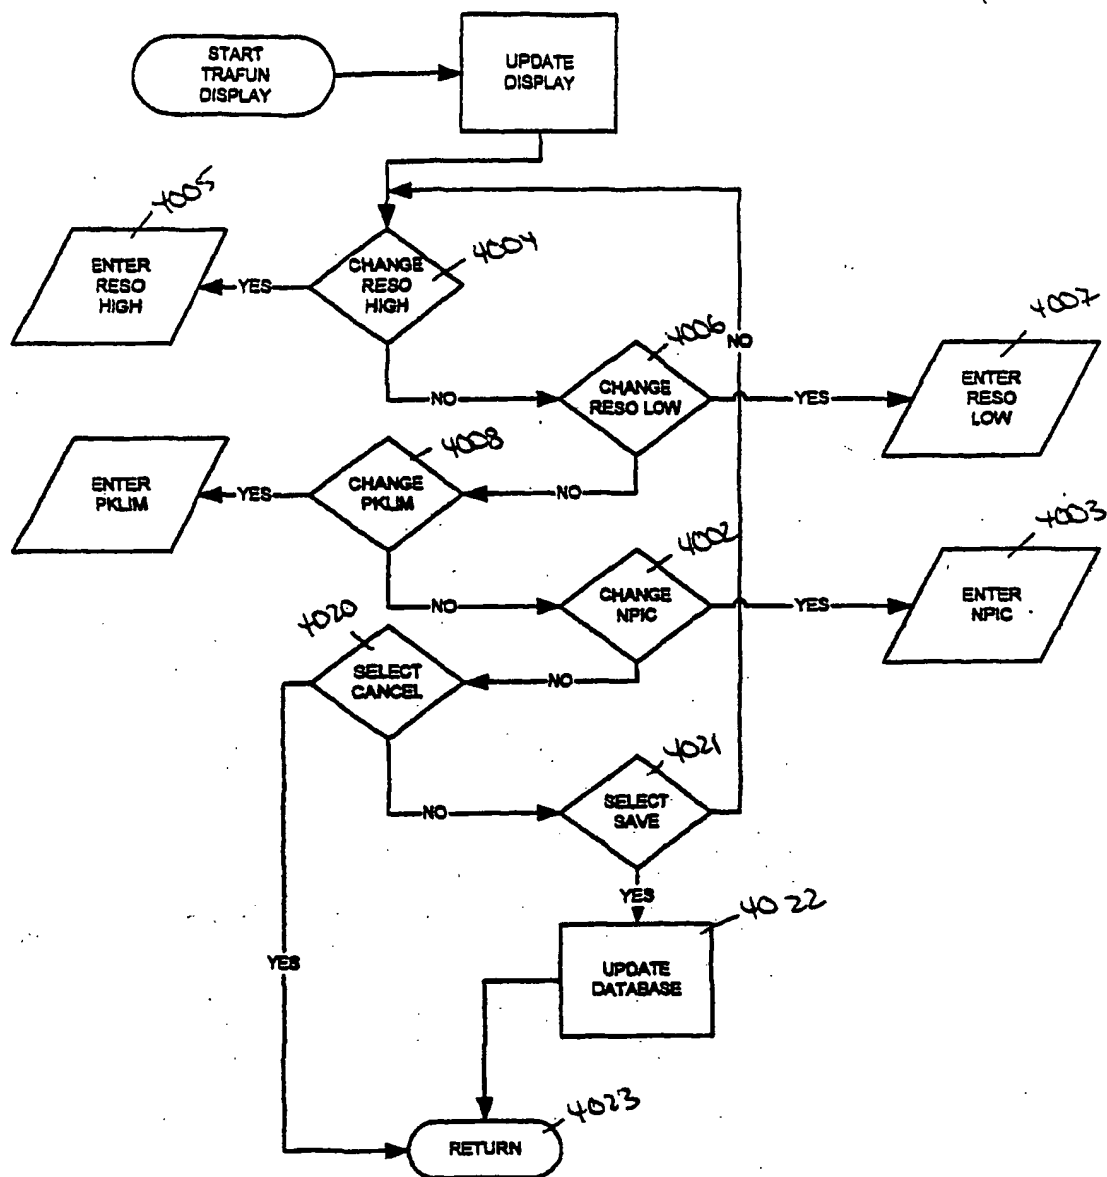 START
TRAFUN
DISPLAY
UPDATE
DISPLAY
4005
ENTER
RESO
HIGH
YES
CHANGE
RESO
HIGH
4004
NO
4006
NO
CHANGE
RESO LOW
YES
4007
ENTER
RESO
LOW
ENTER
PKLIM
YES
CHANGE
PKLIM
4008
NO
NO
4002
CHANGE
NPIC
YES
4003
ENTER
NPIC
4020
SELECT
CANCEL
NO
NO
4021
SELECT
SAVE
YES
YES
4022
UPDATE
DATABASE
4023
RETURN